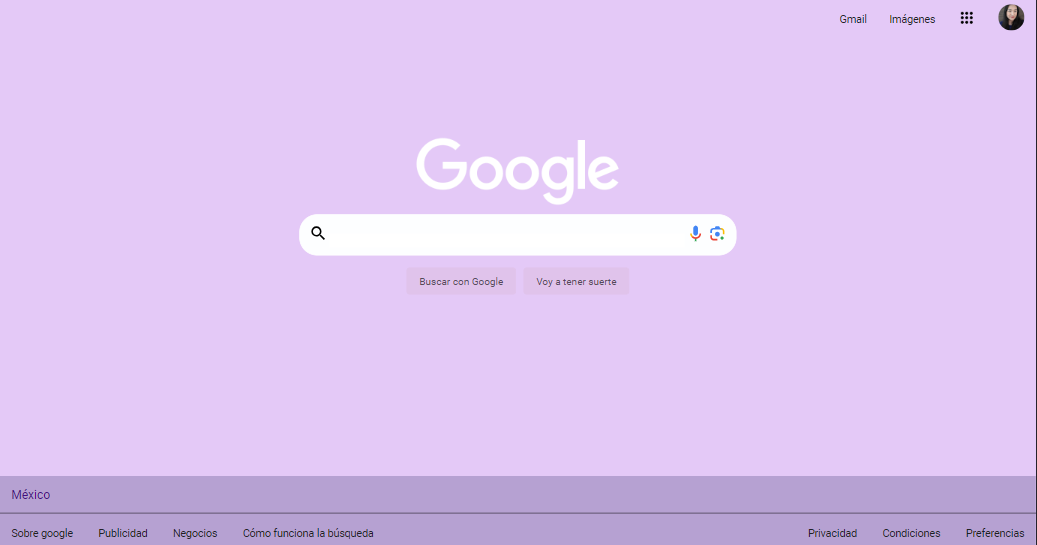 Gmail Imágenes
Google
Buscar con Google Voy a tener suerte
México
Sobre google Publicidad Negocios Cómo funciona la búsqueda Privacidad Condiciones Preferencias